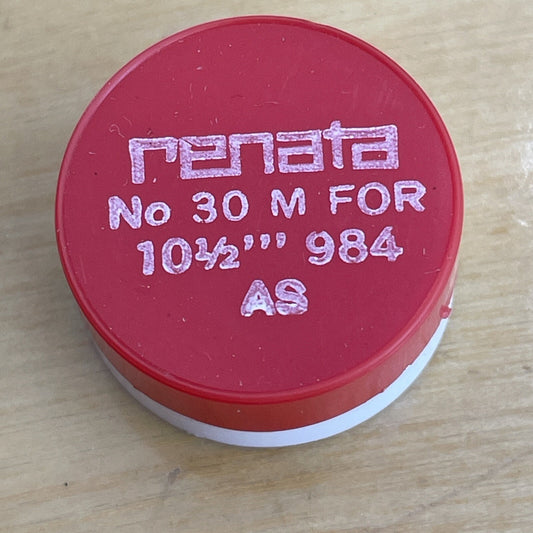 renata
No 30 M FOR
10½''' 984
AS